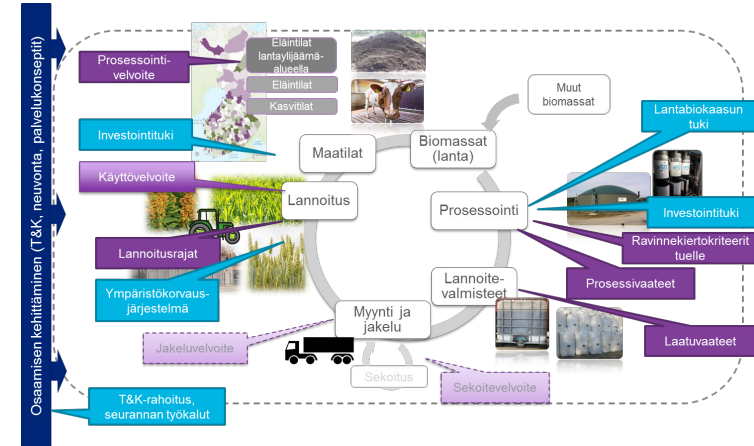 Osaamisen kehittäminen (T&K, neuvonta, palvelukonseptit)
Prosessointi-
velvoite
Eläintilat
lantaylijäämä-
alueella
Eläintilat
Kasvitilat
Muut
biomassat
Lantabiokaasun
tuki
Investointituki
Maatilat
Biomassat
(lanta)
Käyttövelvoite
Lannoitus
Prosessointi
Investointituki
Ravinnekiertokriteerit
tuelle
Lannoitusrajat
Prosessivaateet
Ympäristökorvaus-
järjestelmä
Lannoite-
valmisteet
Myynti ja
jakelu
Laatuvaateet
Jakeluvelvoite
Sekoitus
Sekoitevelvoite
T&K-rahoitus,
seurannan työkalut